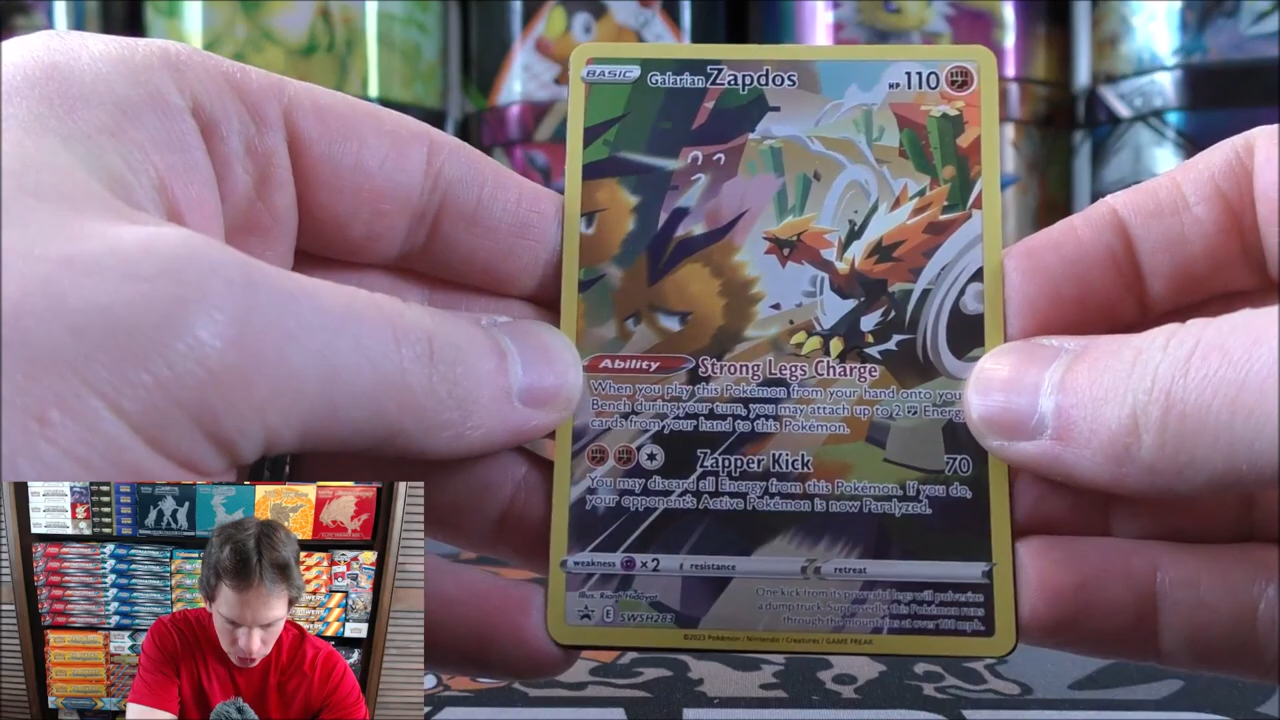 BASIC
Galarian Zapdos
HP 110
Ability
Strong Legs Charge
When you play this Pokémon from your hand onto you
Bench during your turn, you may attach up to 2 Energy
cards from your hand to this Pokémon.
Zapper Kick 70
You may discard all Energy from this Pokémon. If you do,
your opponent's Active Pokémon is now Paralyzed.
weakness ×2 resistance retreat
Illus. Rianti Hidayat
One kick from its powerful legs will pulverize
a dump truck. Supposedly, this Pokémon runs
through the mountains at over 180 mph.
E SWSH283
©2023 Pokémon / Nintendo / Creatures / GAME FREAK